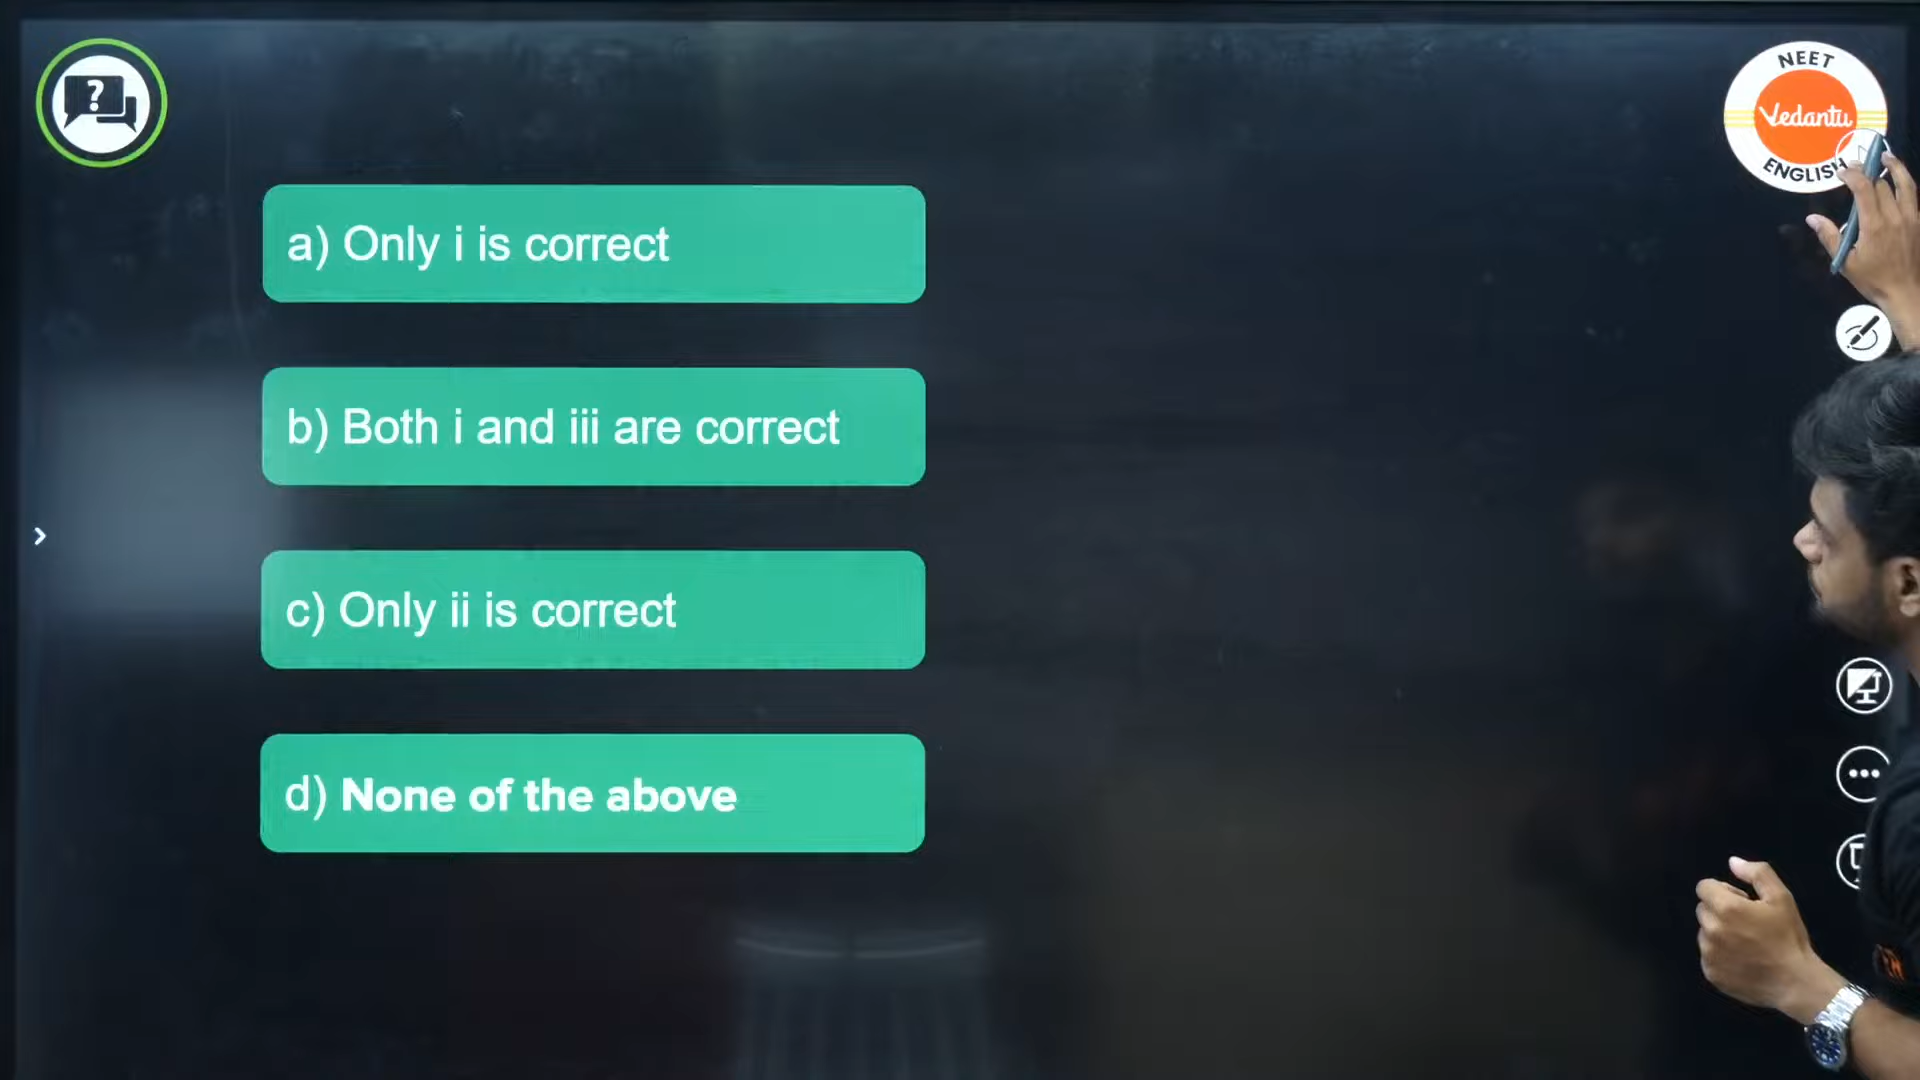 ?
NEET
Vedantu
ENGLISH
a) Only i is correct
b) Both i and iii are correct
c) Only ii is correct
d) None of the above